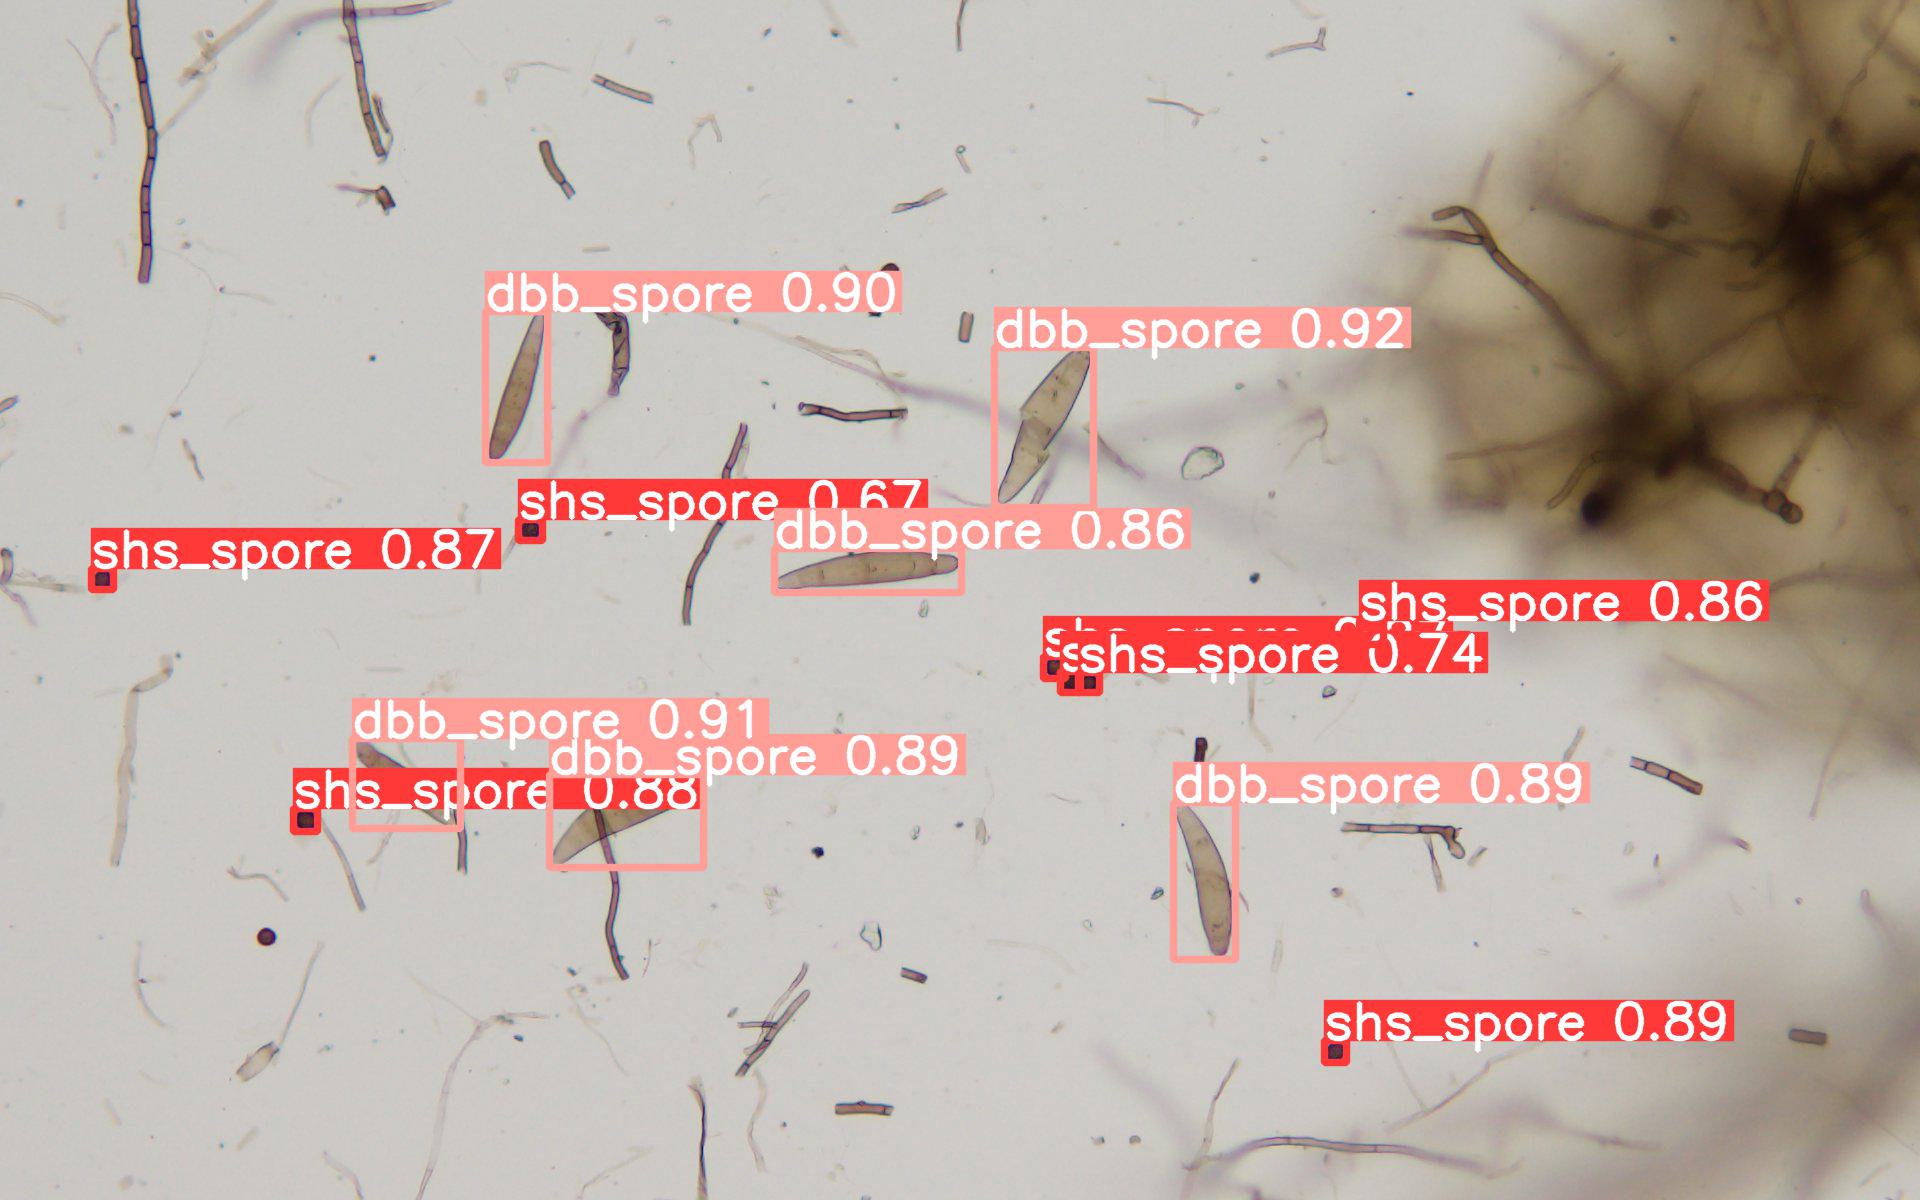 dbb_spore 0.90
dbb_spore 0.92
shs_spore 0.67
dbb_spore 0.86
shs_spore 0.87
shs_spore 0.86
shs_spore 0.74
dbb_spore 0.91
dbb_spore 0.89
shs_spore 0.88
dbb_spore 0.89
shs_spore 0.89